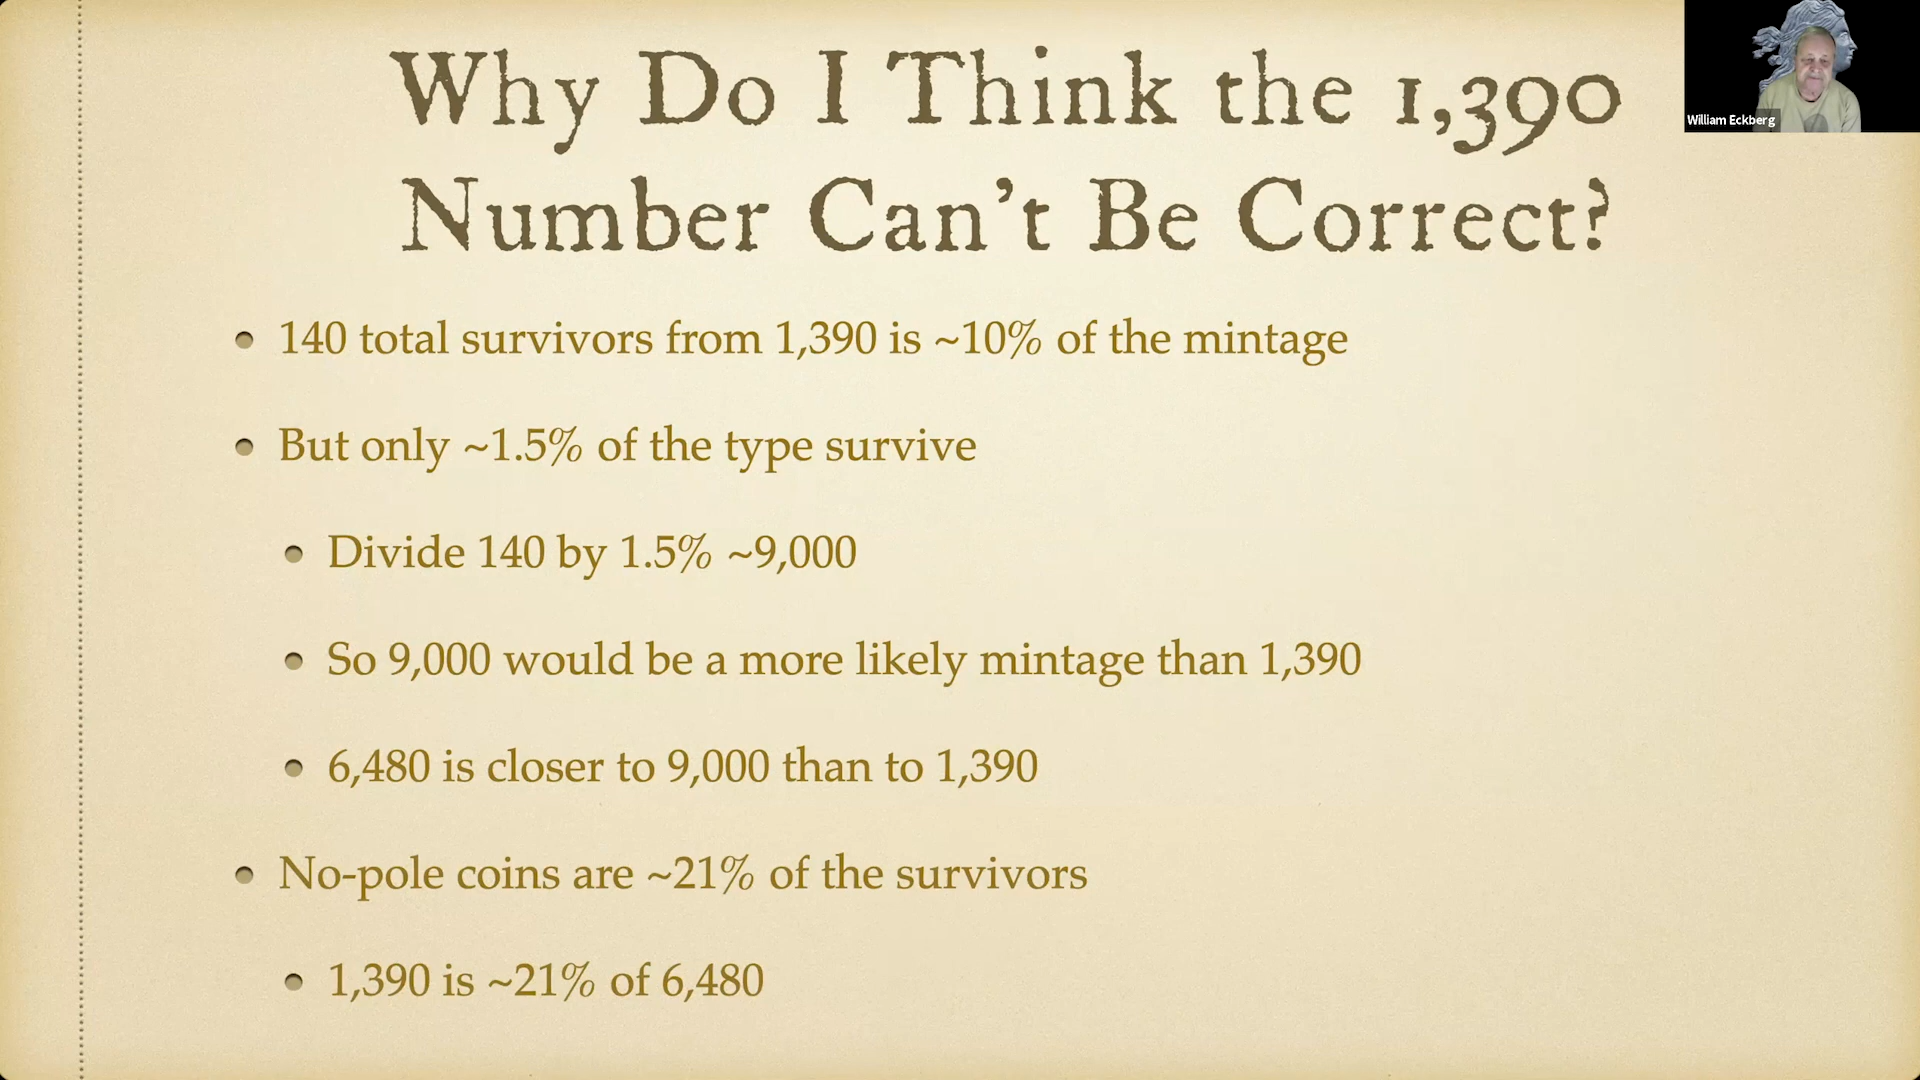 Why Do I Think the 1,390
Number Can't Be Correct?
William Eckberg
• 140 total survivors from 1,390 is ~10% of the mintage
• But only ~1.5% of the type survive
• Divide 140 by 1.5% ~9,000
• So 9,000 would be a more likely mintage than 1,390
• 6,480 is closer to 9,000 than to 1,390
• No-pole coins are ~21% of the survivors
• 1,390 is ~21% of 6,480